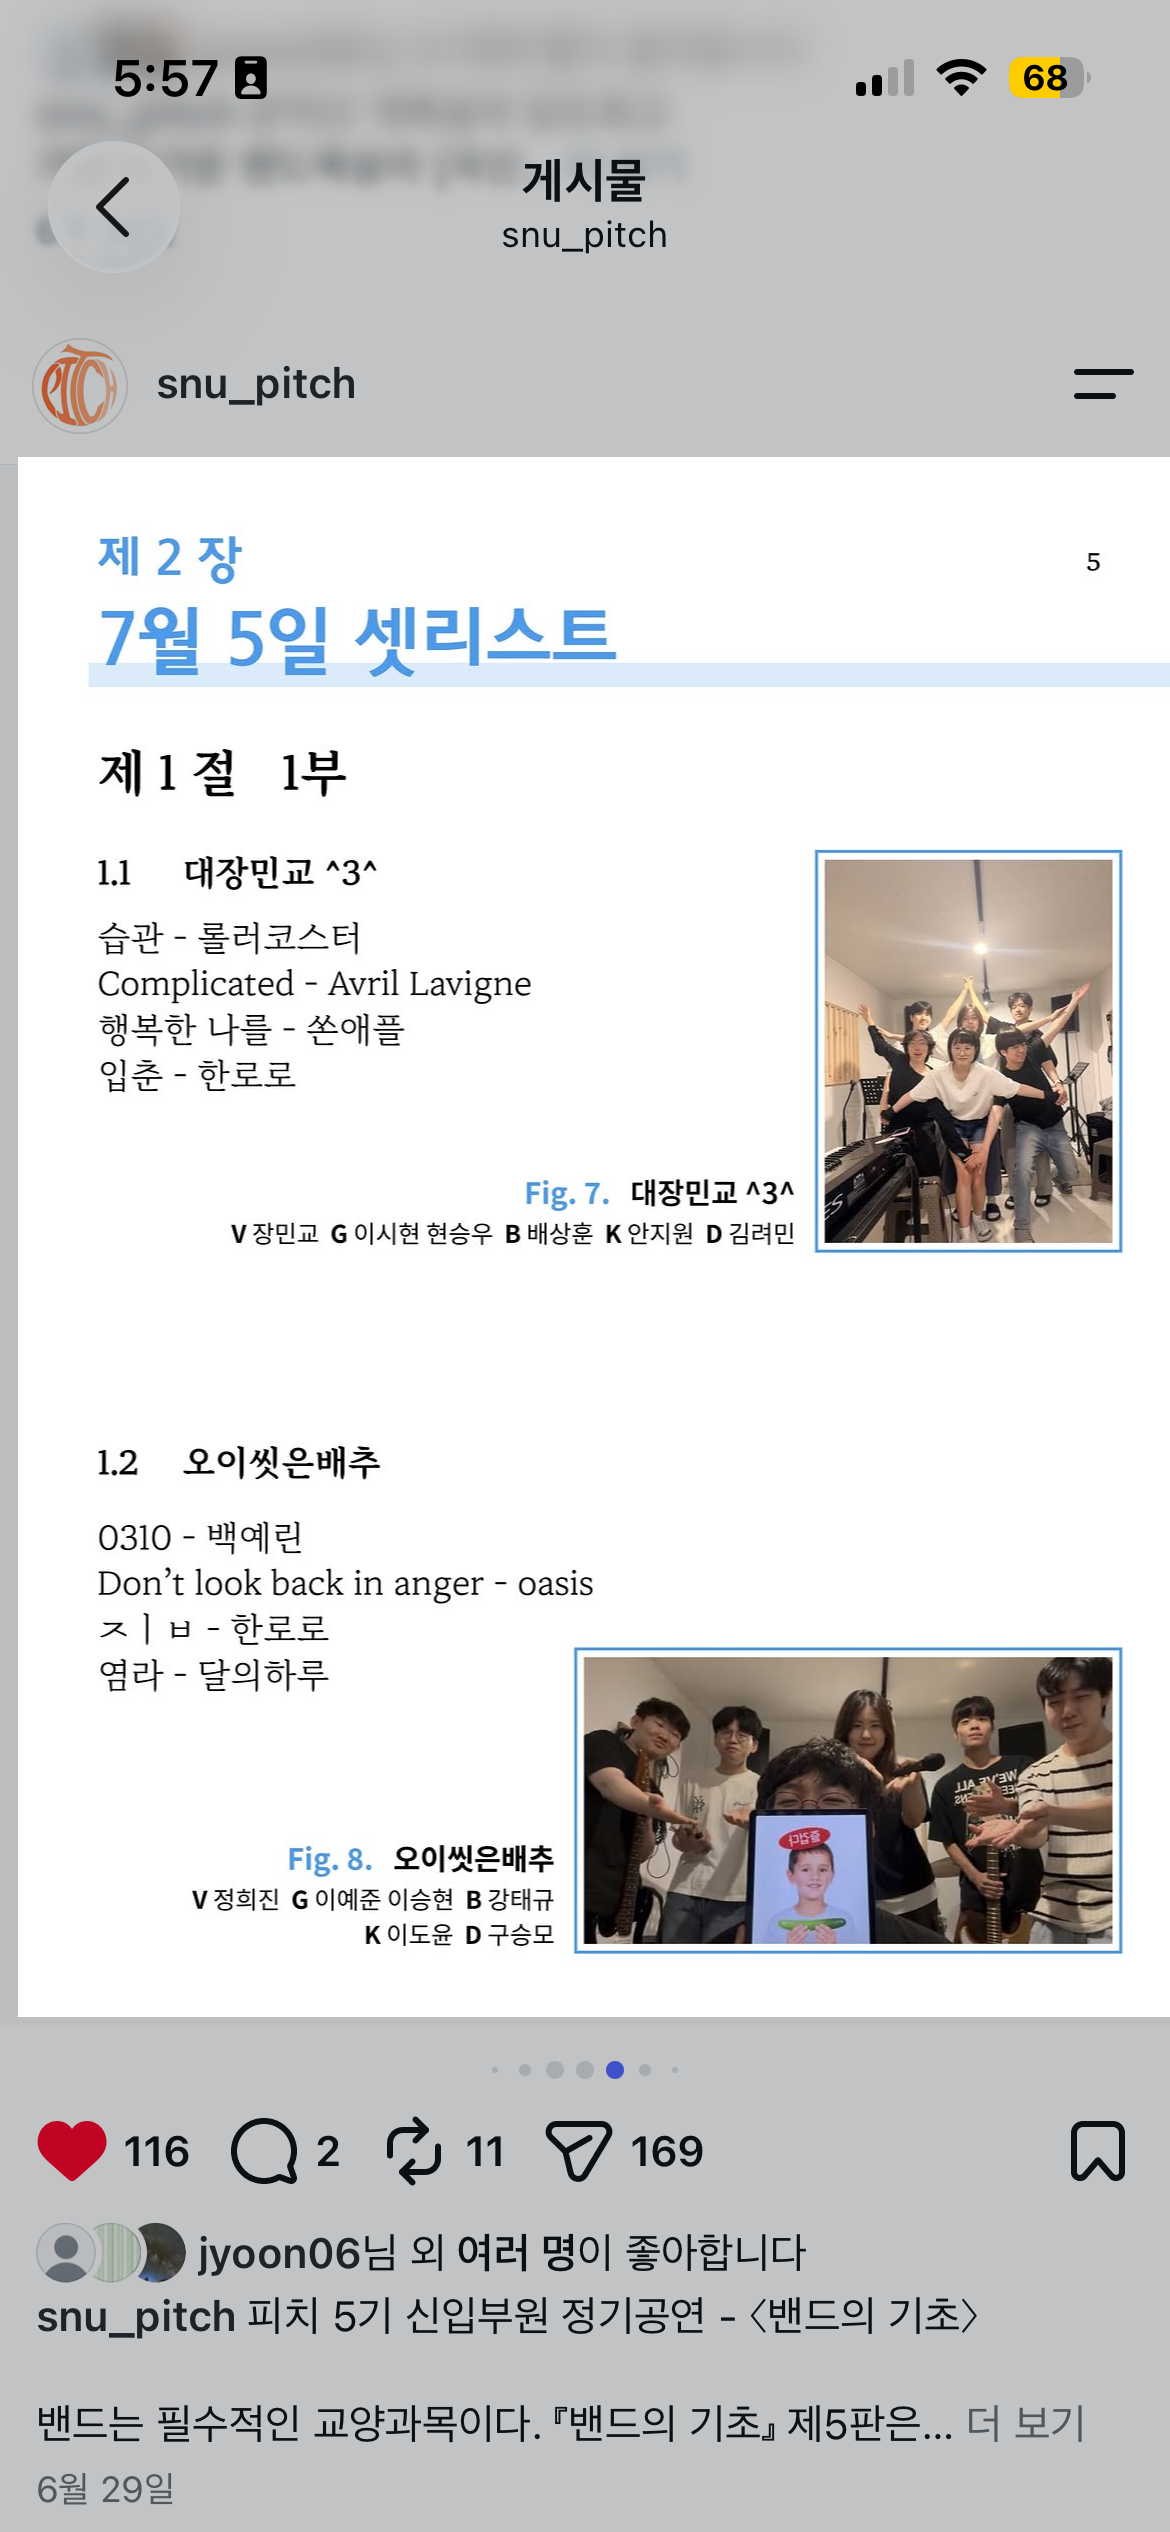 5:57
68
게시물
snu_pitch
snu_pitch
제 2 장
5
7월 5일 셋리스트
제 1 절 1부
1.1 대장민교 ^3^
습관 - 롤러코스터
Complicated - Avril Lavigne
행복한 나를 - 쏜애플
입춘 - 한로로
Fig. 7. 대장민교 ^3^
V 장민교 G 이시현 현승우 B 배상훈 K 안지원 D 김려민
1.2 오이씻은배추
0310 - 백예린
Don’t look back in anger - oasis
ㅈㅣㅂ - 한로로
염라 - 달의하루
즐겁다
Fig. 8. 오이씻은배추
V 정희진 G 이예준 이승현 B 강태규
K 이도윤 D 구승모
116 2 11 169
jyoon06님 외 여러 명이 좋아합니다
snu_pitch 피치 5기 신입부원 정기공연 - 〈밴드의 기초〉
밴드는 필수적인 교양과목이다. 『밴드의 기초』 제5판은... 더 보기
6월 29일